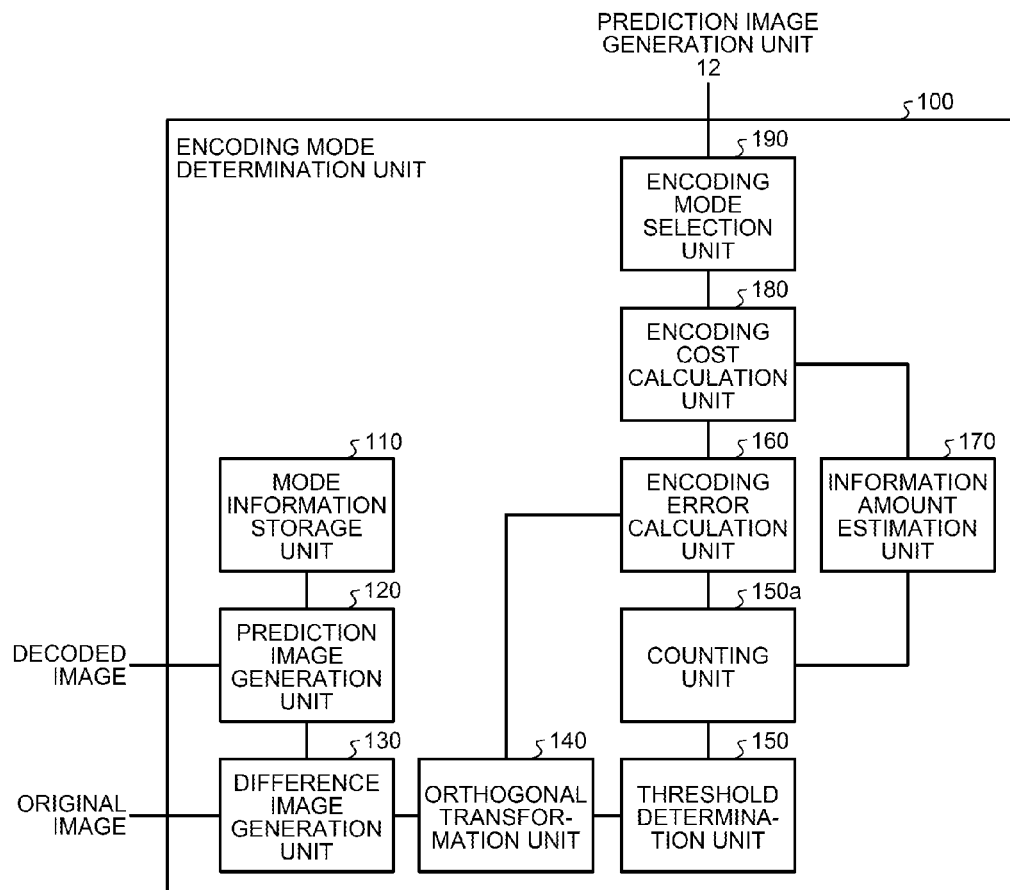 PREDICTION IMAGE
GENERATION UNIT
12
100
ENCODING MODE
DETERMINATION UNIT
190
ENCODING
MODE
SELECTION
UNIT
180
ENCODING
COST
CALCULATION
UNIT
110
MODE
INFORMATION
STORAGE
UNIT
160
ENCODING
ERROR
CALCULATION
UNIT
170
INFORMATION
AMOUNT
ESTIMATION
UNIT
120
PREDICTION
IMAGE
GENERATION
UNIT
150a
COUNTING
UNIT
DECODED
IMAGE
130
DIFFERENCE
IMAGE
GENERATION
UNIT
140
ORTHOGONAL
TRANSFOR-
MATION UNIT
150
THRESHOLD
DETERMINA-
TION UNIT
ORIGINAL
IMAGE